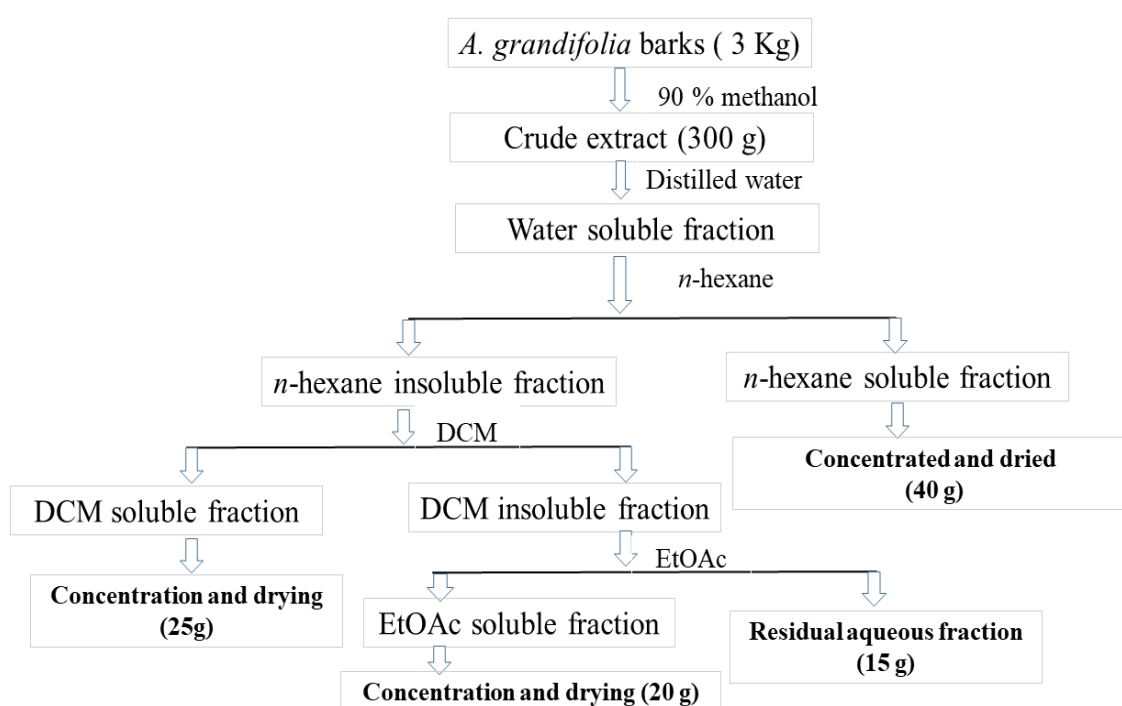 A. grandifolia barks ( 3 Kg)
90 % methanol
Crude extract (300 g)
Distilled water
Water soluble fraction
n-hexane
n-hexane insoluble fraction
n-hexane soluble fraction
DCM
Concentrated and dried
(40 g)
DCM soluble fraction
DCM insoluble fraction
EtOAc
Concentration and drying
(25g)
EtOAc soluble fraction
Residual aqueous fraction
(15 g)
Concentration and drying (20 g)